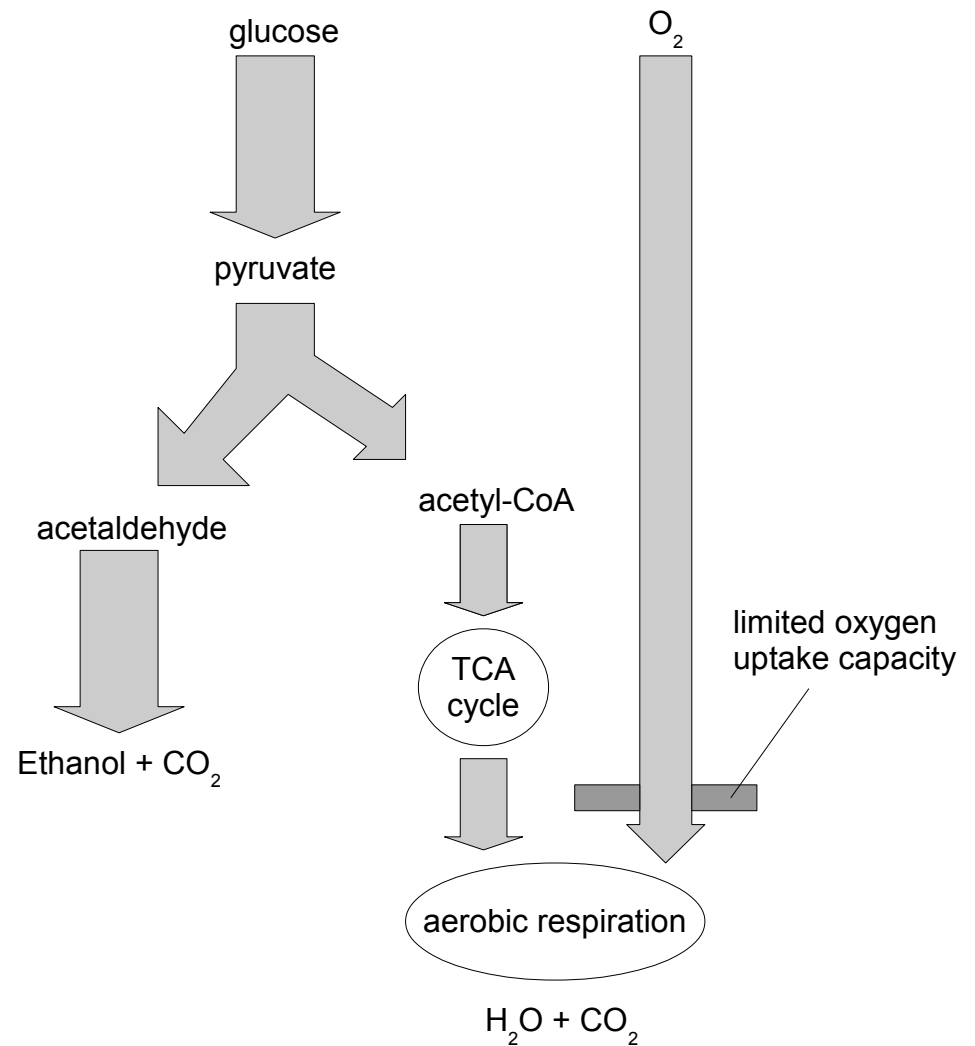 glucose
O₂
pyruvate
acetyl-CoA
acetaldehyde
limited oxygen
uptake capacity
TCA
cycle
Ethanol + CO₂
aerobic respiration
H₂O + CO₂